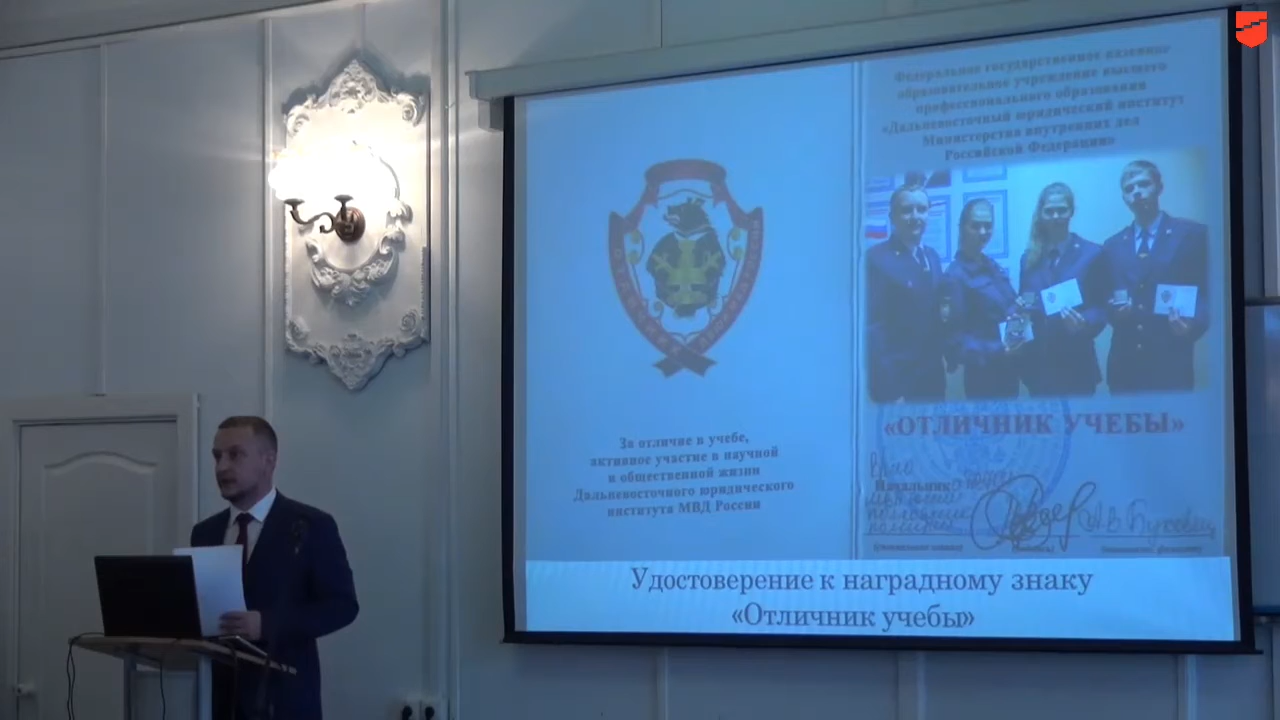 Федеральное государственное казенное
образовательное учреждение высшего
профессионального образования
«Дальневосточный юридический институт
Министерства внутренних дел
Российской Федерации»
За отличие в учебе,
активное участие в научной
и общественной жизни
Дальневосточного юридического
института МВД России
«ОТЛИЧНИК УЧЕБЫ»
Начальник
Удостоверение к наградному знаку
«Отличник учебы»